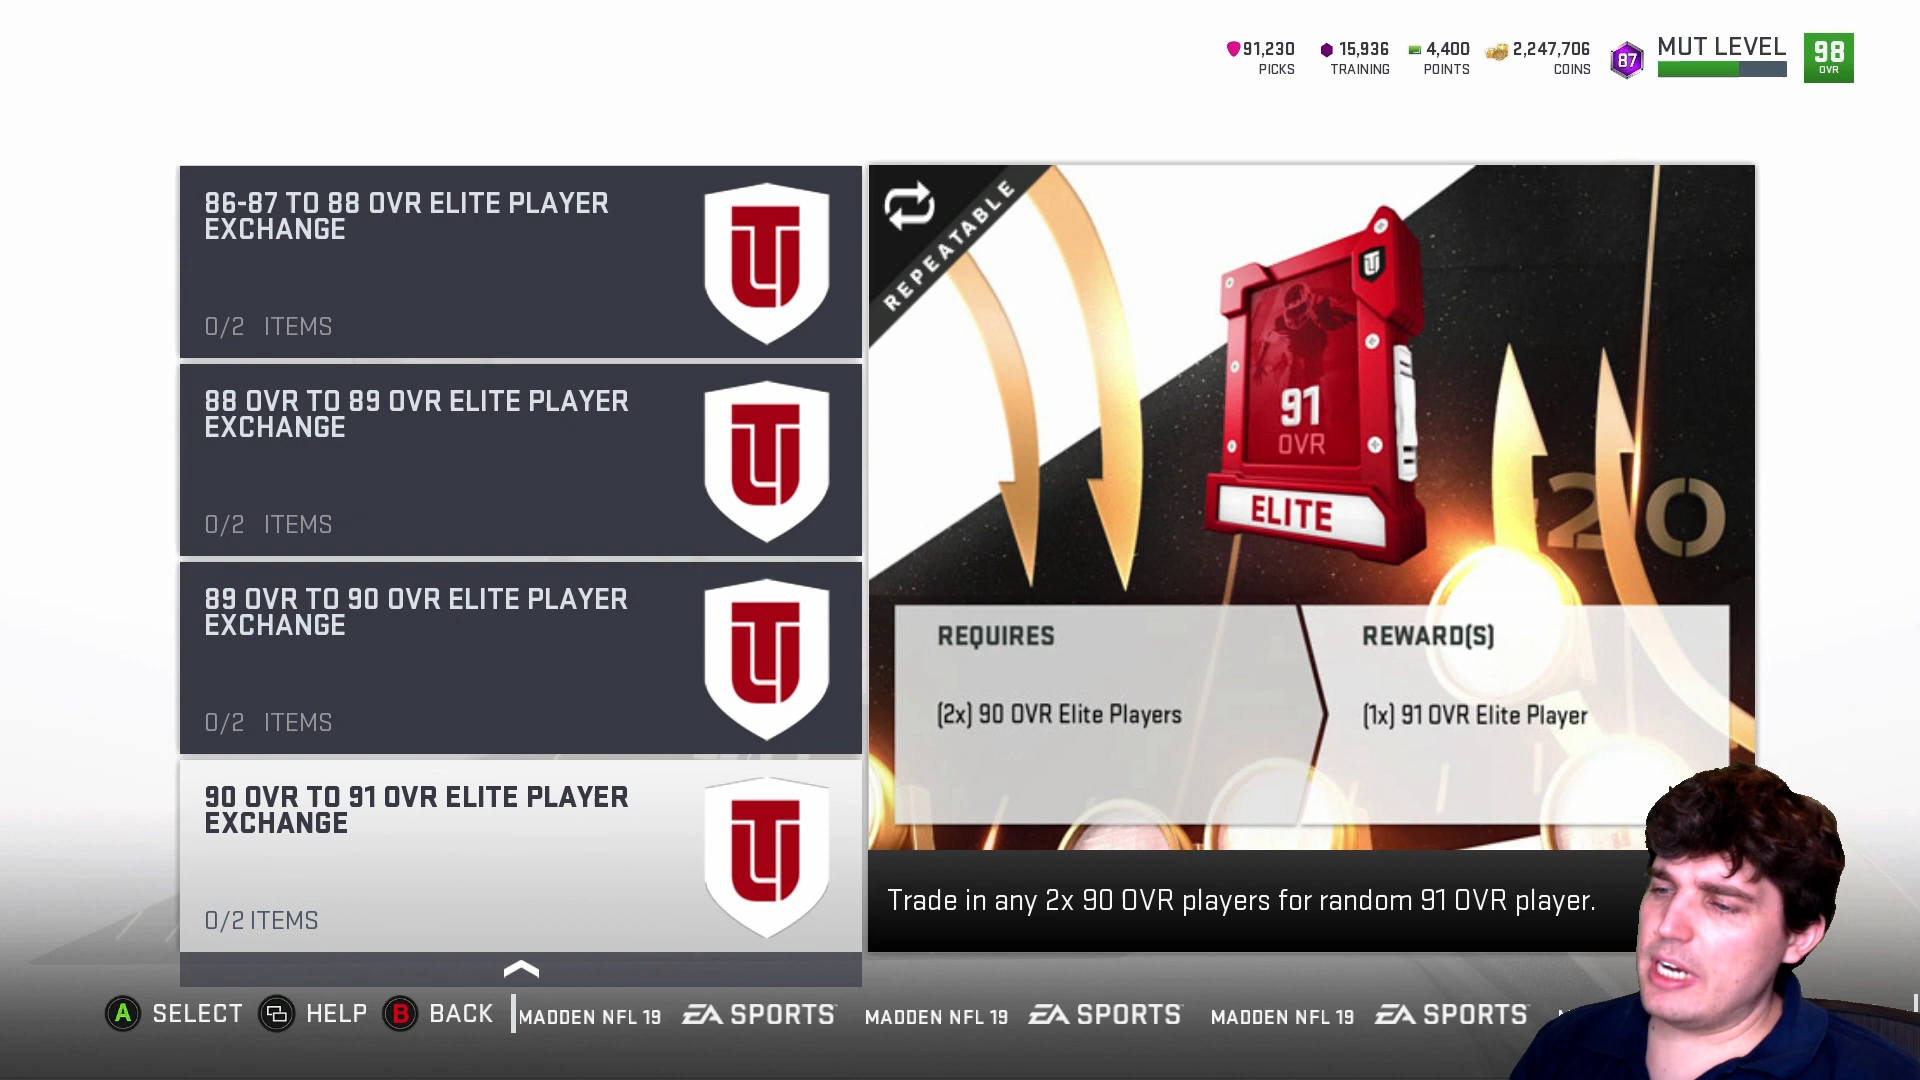 91,230 15,936 4,400 2,247,706 87 MUT LEVEL 98
PICKS TRAINING POINTS COINS OVR
86-87 TO 88 OVR ELITE PLAYER
EXCHANGE
0/2 ITEMS
88 OVR TO 89 OVR ELITE PLAYER
EXCHANGE
0/2 ITEMS
89 OVR TO 90 OVR ELITE PLAYER
EXCHANGE
0/2 ITEMS
90 OVR TO 91 OVR ELITE PLAYER
EXCHANGE
0/2 ITEMS
REPEATABLE
91
OVR
ELITE
20
REQUIRES
(2x) 90 OVR Elite Players
REWARD(S)
(1x) 91 OVR Elite Player
Trade in any 2x 90 OVR players for random 91 OVR player.
A SELECT HELP B BACK MADDEN NFL 19 EA SPORTS MADDEN NFL 19 EA SPORTS MADDEN NFL 19 EA SPORTS